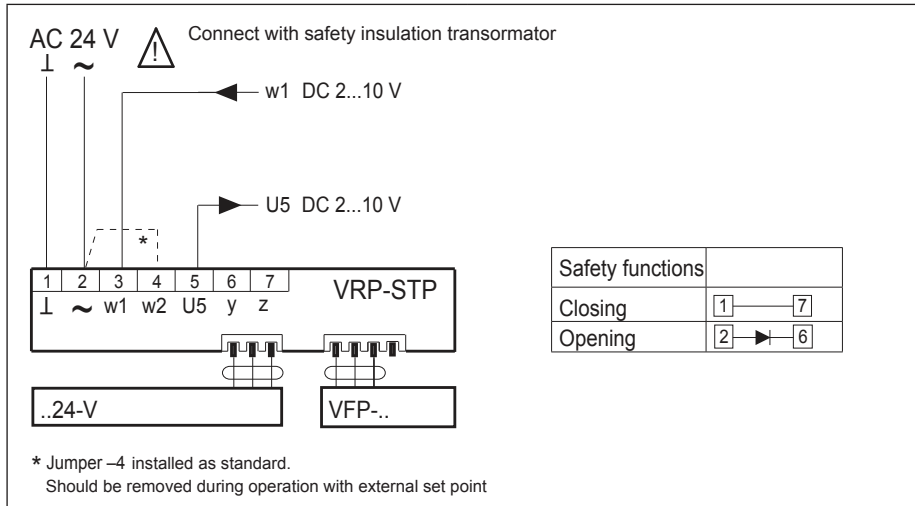 AC 24 V
⊥ ~
Connect with safety insulation transormator
w1 DC 2...10 V
U5 DC 2...10 V
*
1 2 3 4 5 6 7
⊥ ~ w1 w2 U5 y z
VRP-STP
..24-V
VFP-..
Safety functions
Closing 1 7
Opening 2 6
* Jumper –4 installed as standard.
Should be removed during operation with external set point